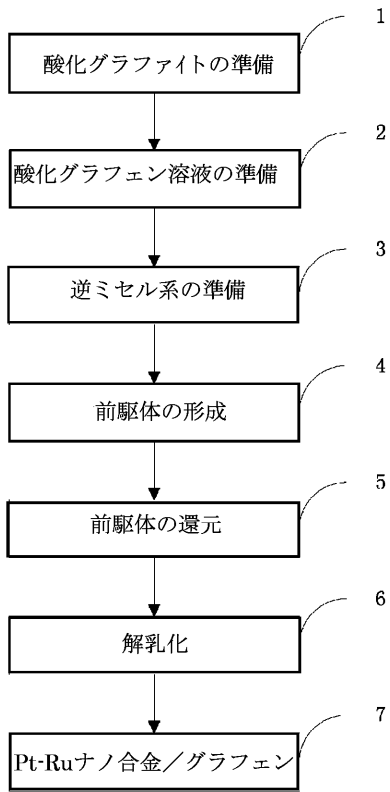 1
酸化グラファイトの準備
2
酸化グラフェン溶液の準備
3
逆ミセル系の準備
4
前駆体の形成
5
前駆体の還元
6
解乳化
7
Pt-Ruナノ合金／グラフェン